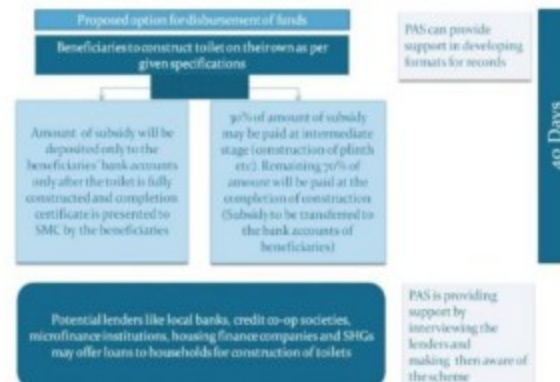 Proposed option for disbursement of funds
Beneficiaries to construct toilet on their own as per
given specifications
Amount of subsidy will be
deposited only to the
beneficiaries' bank accounts
only after the toilet is fully
constructed and completion
certificate is presented to
SMC by the beneficiaries
30% of amount of subsidy
may be paid at intermediate
stage (construction of plinth
etc). Remaining 70% of
amount will be paid at the
completion of construction
(Subsidy to be transferred to
the bank accounts of
beneficiaries)
PAS can provide
support in developing
formats for records
40 Days
Potential lenders like local banks, credit co-op societies,
microfinance institutions, housing finance companies and SHGs
may offer loans to households for construction of toilets
PAS is providing
support by
interviewing the
lenders and
making then aware of
the scheme